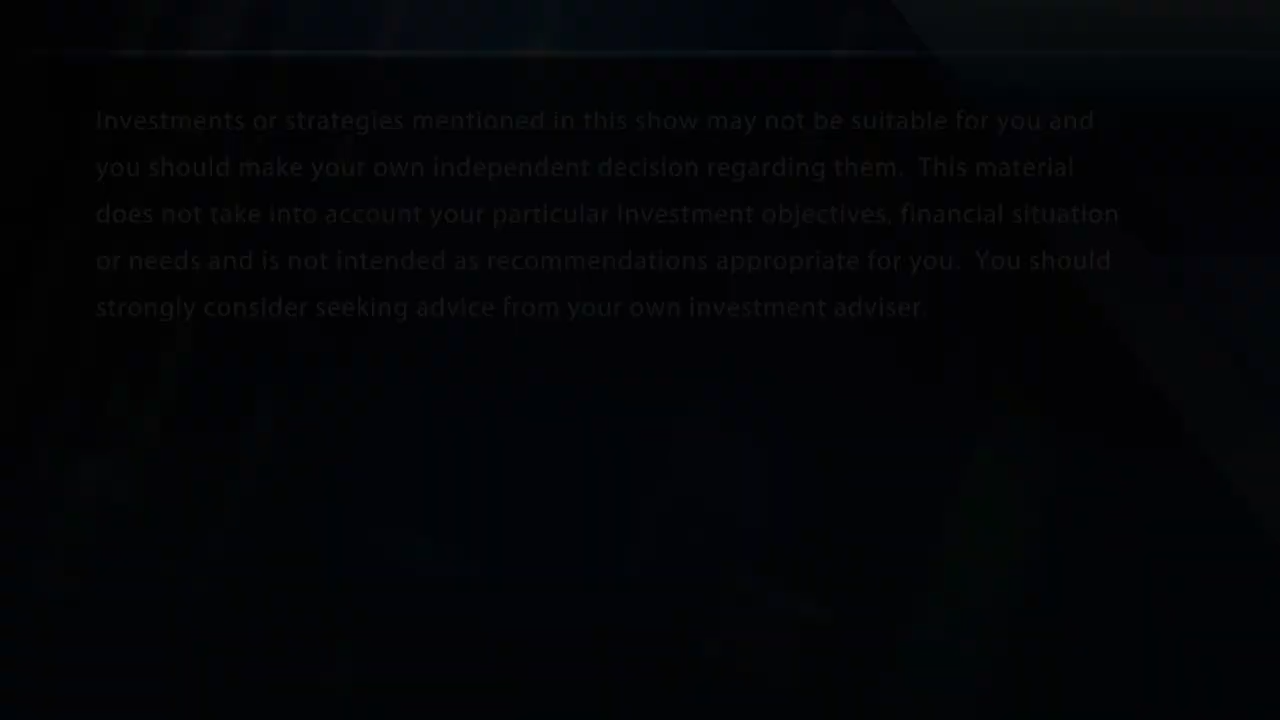 Investments or strategies mentioned in this show may not be suitable for you and
you should make your own independent decision regarding them.  This material
does not take into account your particular investment objectives, financial situation
or needs and is not intended as recommendations appropriate for you.  You should
strongly consider seeking advice from your own investment adviser.